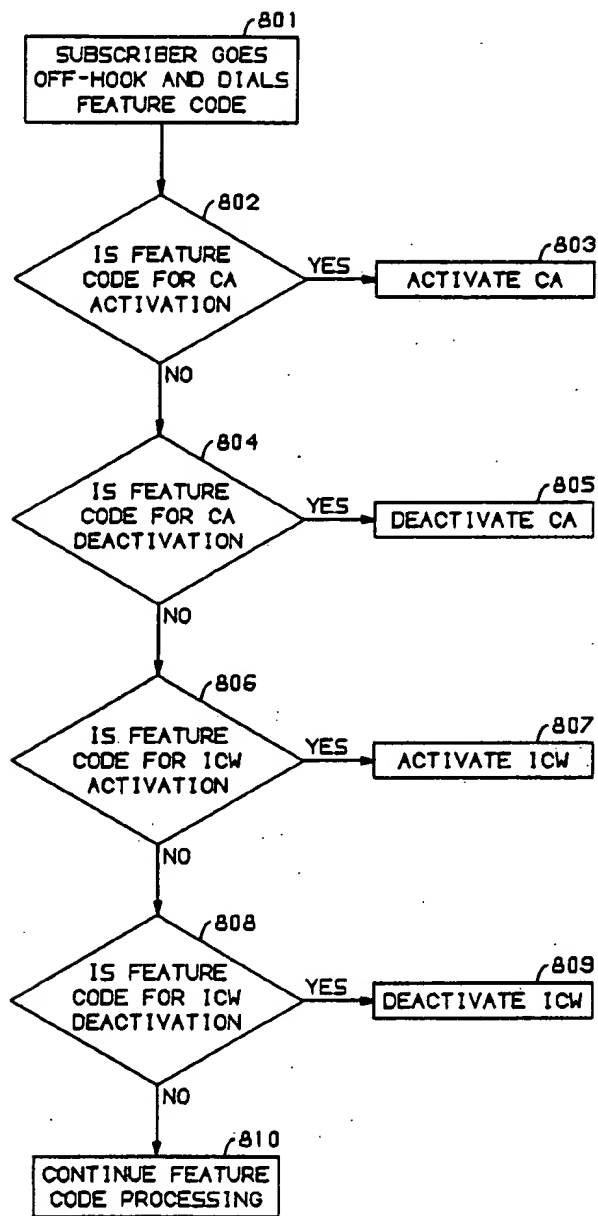 801
SUBSCRIBER GOES
OFF-HOOK AND DIALS
FEATURE CODE
802
IS FEATURE
CODE FOR CA
ACTIVATION
YES
803
ACTIVATE CA
NO
804
IS FEATURE
CODE FOR CA
DEACTIVATION
YES
805
DEACTIVATE CA
NO
806
IS FEATURE
CODE FOR ICW
ACTIVATION
YES
807
ACTIVATE ICW
NO
808
IS FEATURE
CODE FOR ICW
DEACTIVATION
YES
809
DEACTIVATE ICW
NO
810
CONTINUE FEATURE
CODE PROCESSING